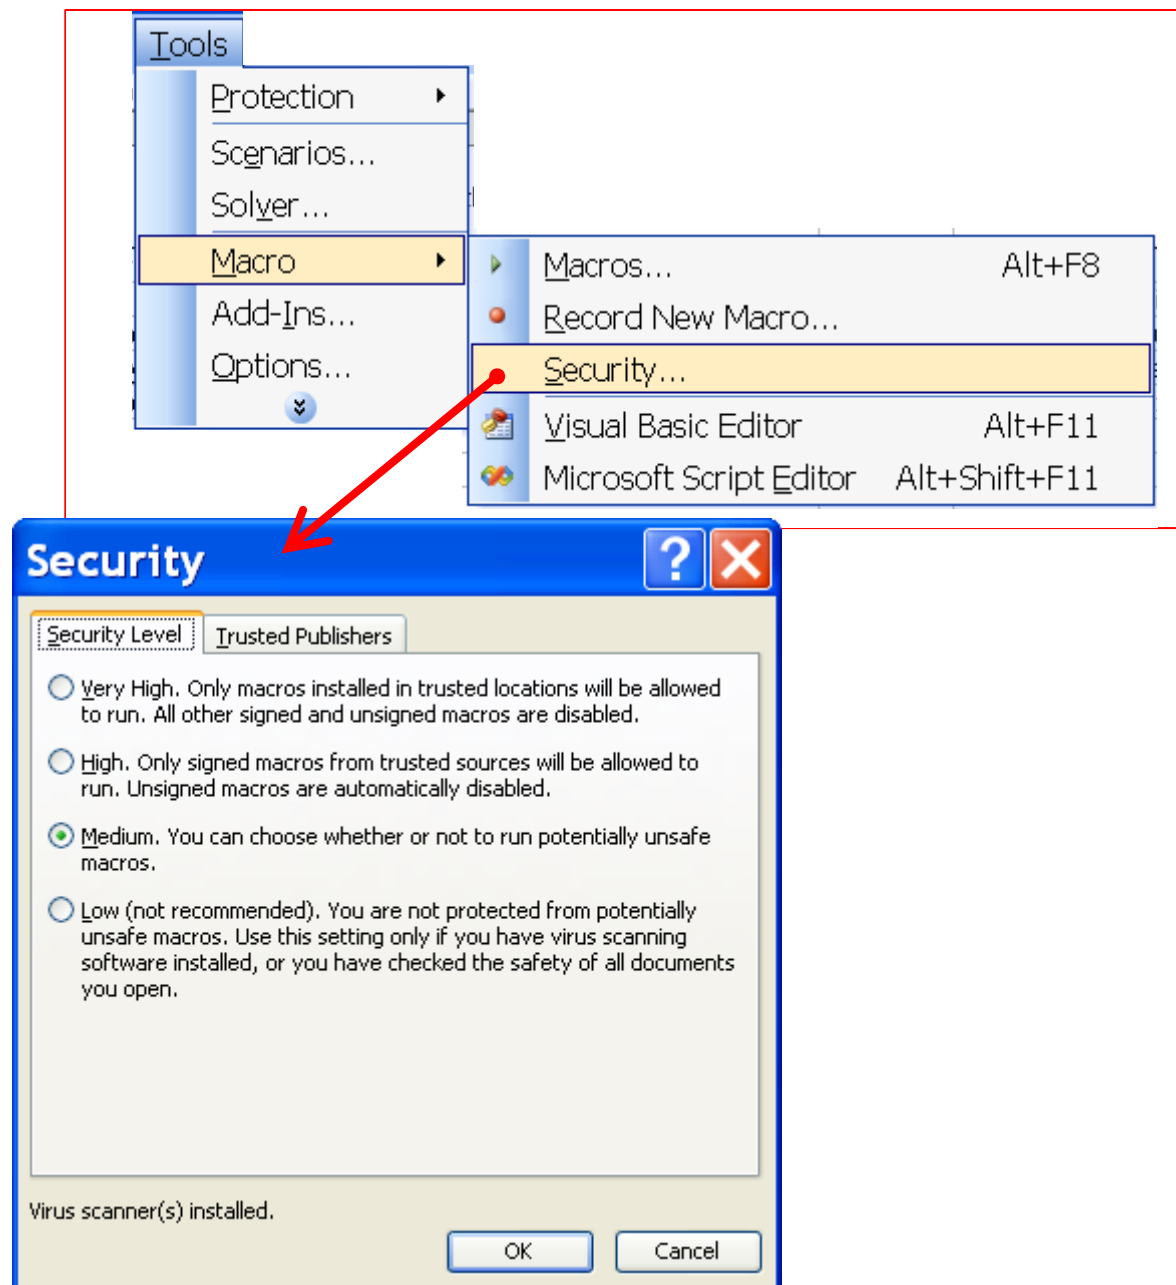 Tools
Protection
Scenarios...
Solver...
Macro
Add-Ins...
Options...
Macros... Alt+F8
Record New Macro...
Security...
Visual Basic Editor Alt+F11
Microsoft Script Editor Alt+Shift+F11
Security
Security Level Trusted Publishers
Very High. Only macros installed in trusted locations will be allowed
to run. All other signed and unsigned macros are disabled.
High. Only signed macros from trusted sources will be allowed to
run. Unsigned macros are automatically disabled.
Medium. You can choose whether or not to run potentially unsafe
macros.
Low (not recommended). You are not protected from potentially
unsafe macros. Use this setting only if you have virus scanning
software installed, or you have checked the safety of all documents
you open.
Virus scanner(s) installed.
OK Cancel